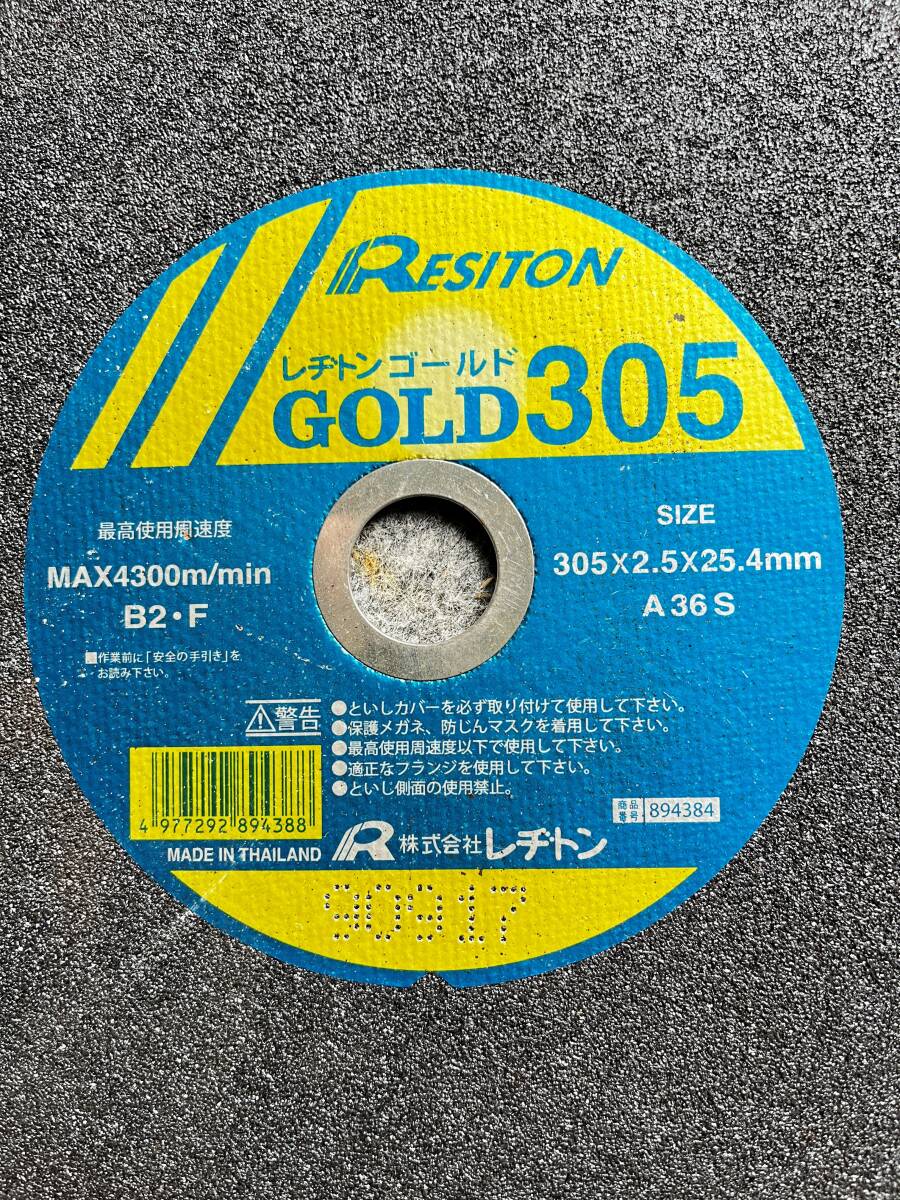 RESITON
レヂトンゴールド
GOLD305
最高使用周速度
MAX4300m/min
B2・F
■作業前に「安全の手引き」を
お読み下さい。
SIZE
305X2.5X25.4mm
A36S
警告
●といしカバーを必ず取り付けて使用して下さい。
●保護メガネ、防じんマスクを着用して下さい。
●最高使用周速度以下で使用して下さい。
●適正なフランジを使用して下さい。
●といし側面の使用禁止。
4 977292 894388
商品番号 894384
MADE IN THAILAND
R 株式会社レヂトン
90917